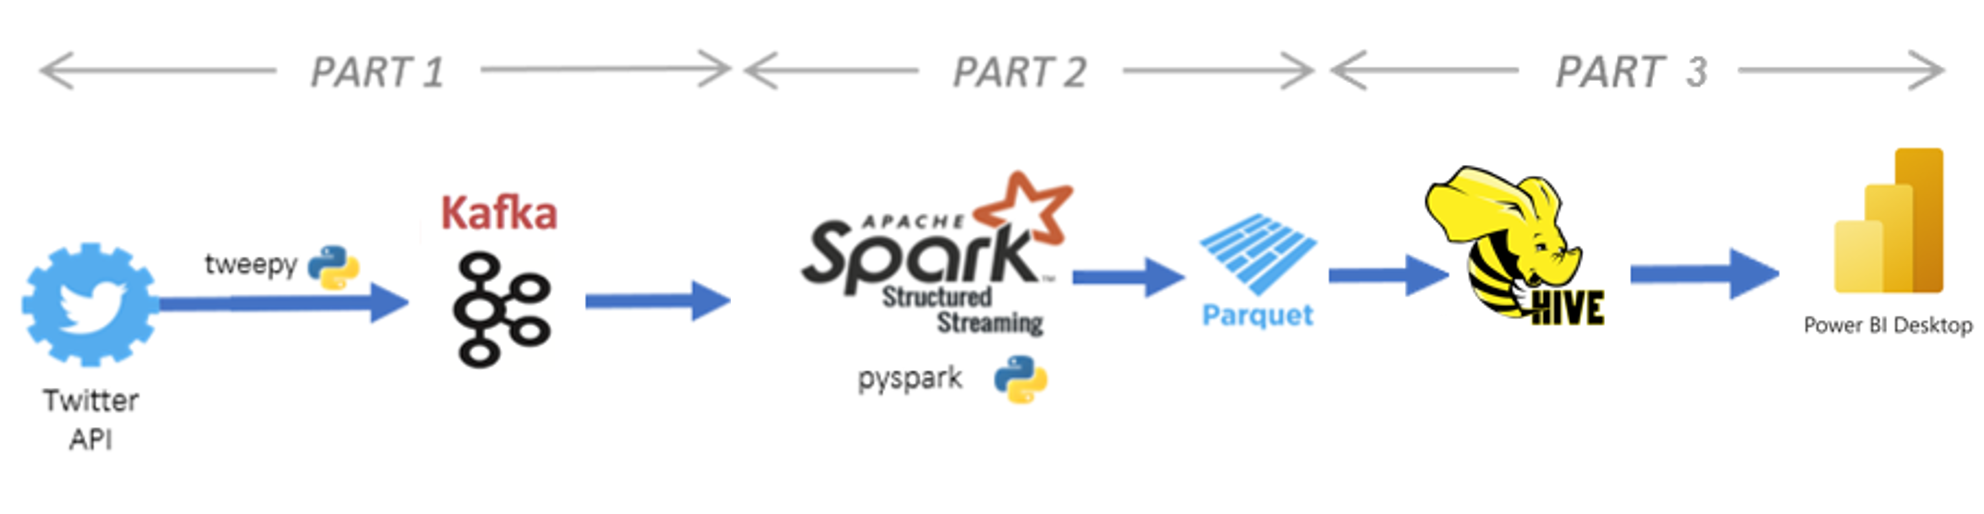 PART 1
PART 2
PART 3
Kafka
tweepy
Twitter
API
APACHE
Spark™
Structured
Streaming
pyspark
Parquet
HIVE
Power BI Desktop